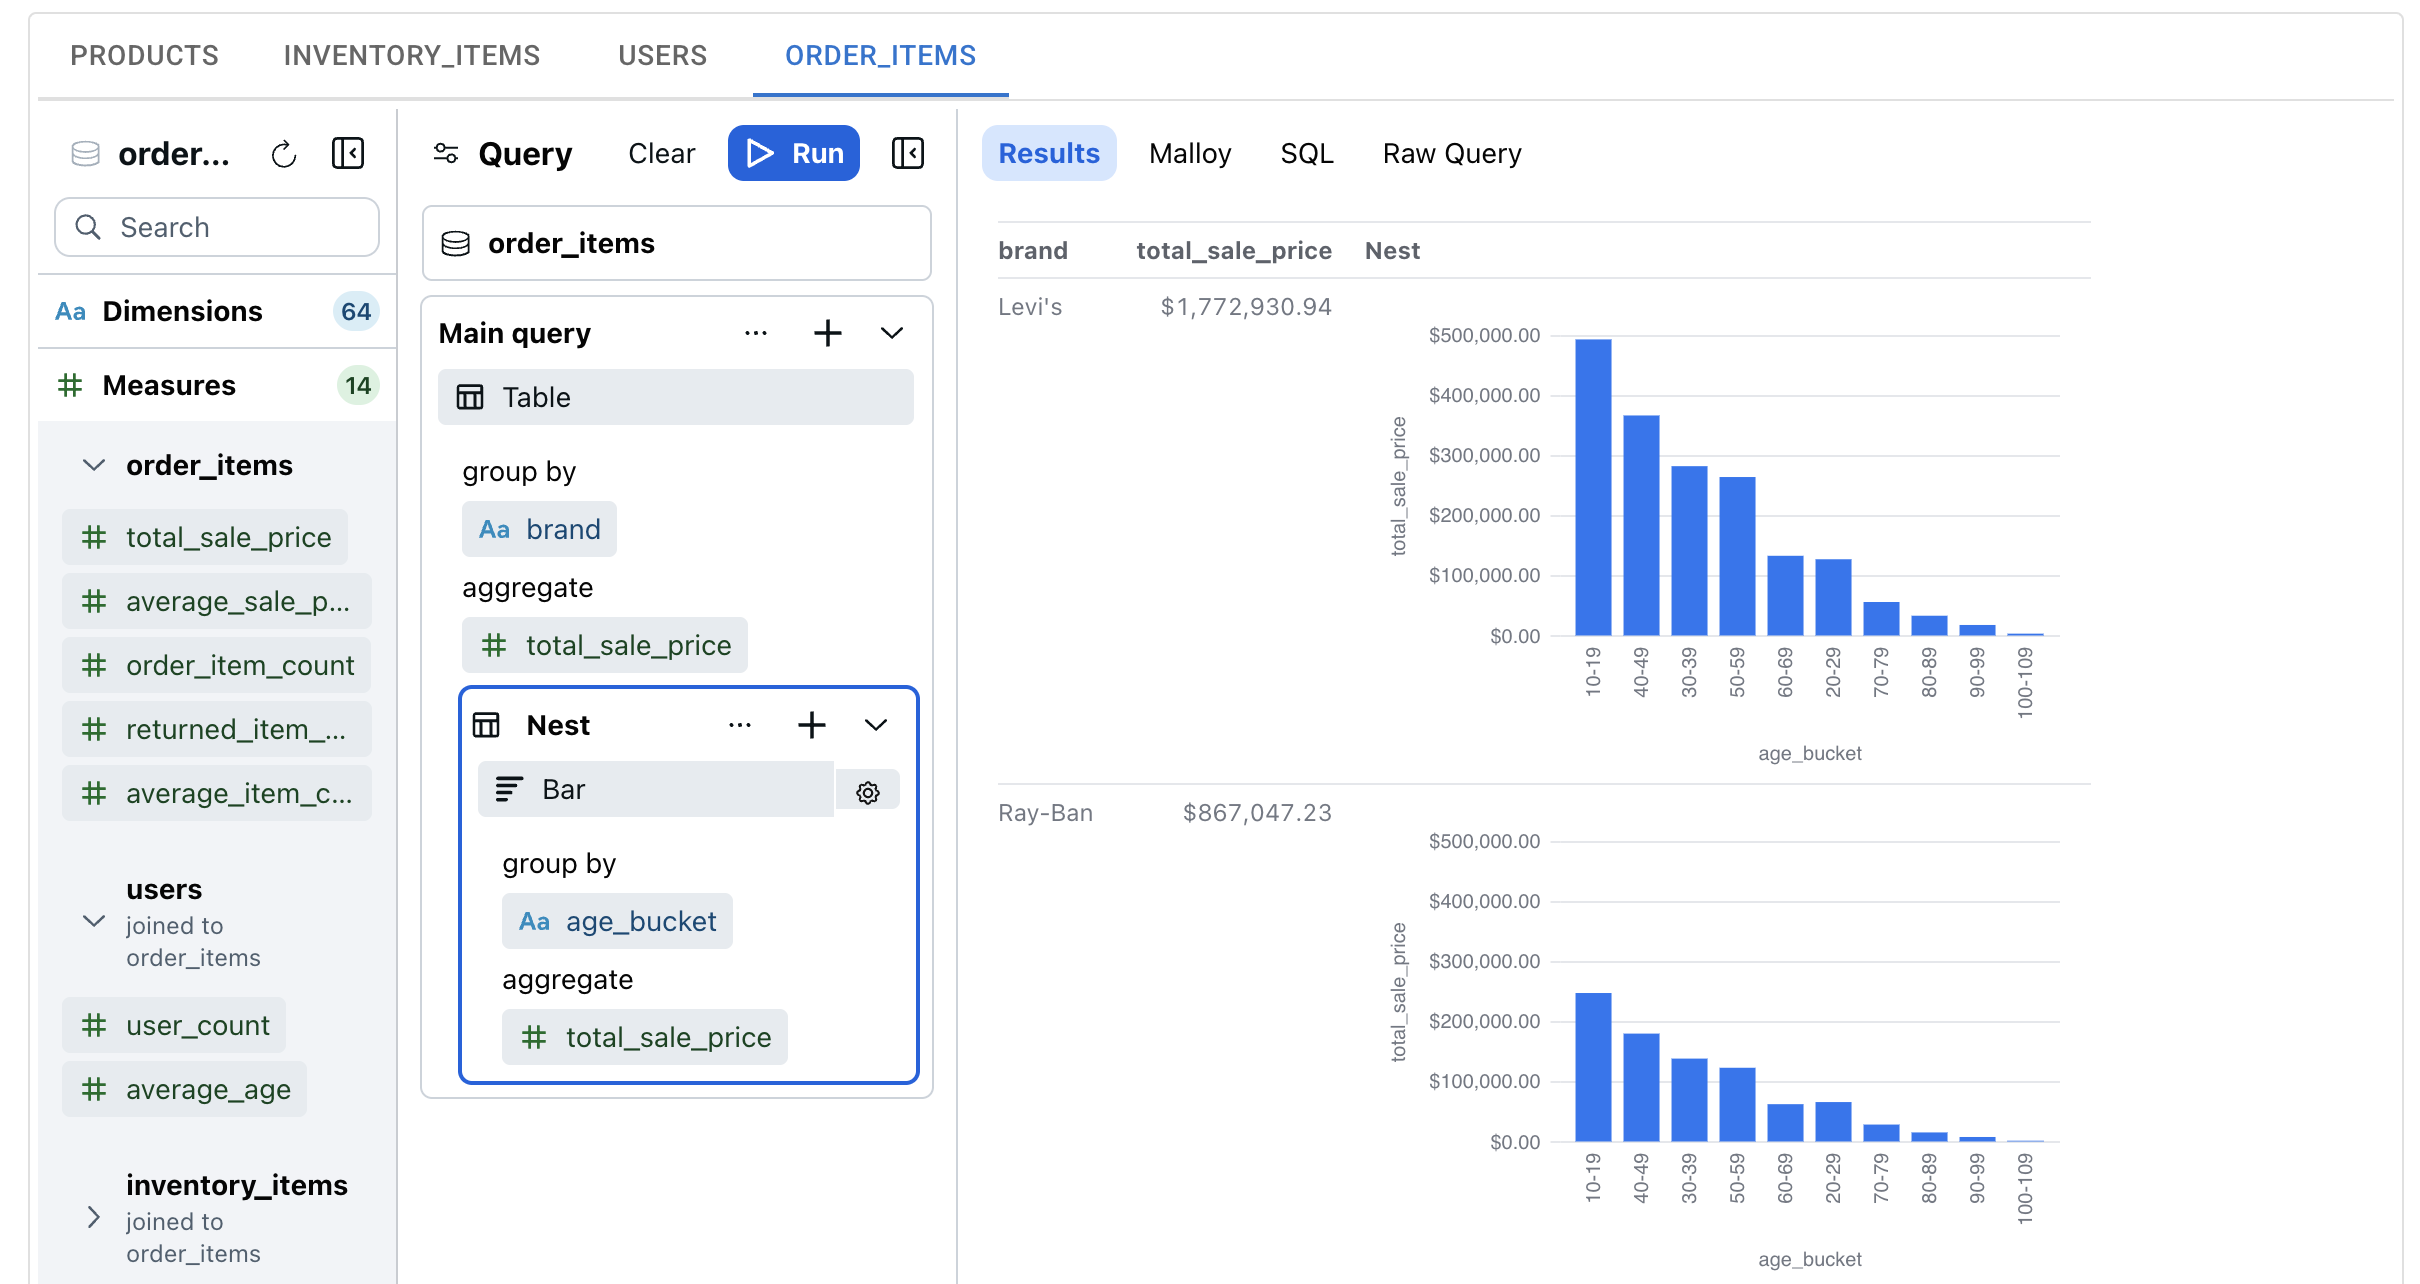 PRODUCTS INVENTORY_ITEMS USERS ORDER_ITEMS
order...
Search
Aa Dimensions 64
Measures 14
order_items
total_sale_price
average_sale_p...
order_item_count
returned_item_...
average_item_c...
users
joined to
order_items
user_count
average_age
inventory_items
joined to
order_items
Query Clear Run
order_items
Main query
Table
group by
Aa brand
aggregate
total_sale_price
Nest
Bar
group by
Aa age_bucket
aggregate
total_sale_price
Results Malloy SQL Raw Query
brand total_sale_price Nest
Levi's $1,772,930.94
total_sale_price
$500,000.00
$400,000.00
$300,000.00
$200,000.00
$100,000.00
$0.00
10-19 40-49 30-39 50-59 60-69 20-29 70-79 80-89 90-99 100-109
age_bucket
Ray-Ban $867,047.23
total_sale_price
$500,000.00
$400,000.00
$300,000.00
$200,000.00
$100,000.00
$0.00
10-19 40-49 30-39 50-59 60-69 20-29 70-79 80-89 90-99 100-109
age_bucket